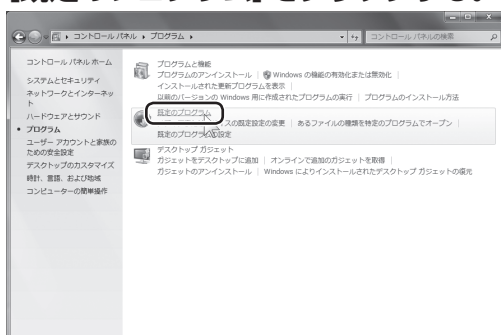 コントロール パネル ▸ プログラム ▸
コントロール パネルの検索
コントロール パネル ホーム
システムとセキュリティ
ネットワークとインターネット
ハードウェアとサウンド
プログラム
ユーザー アカウントと家族のための安全設定
デスクトップのカスタマイズ
時計、言語、および地域
コンピューターの簡単操作
プログラムと機能
プログラムのアンインストール | Windows の機能の有効化または無効化 |
インストールされた更新プログラムを表示 |
以前のバージョンの Windows 用に作成されたプログラムの実行 | プログラムのインストール方法
既定のプログラム
スの既定設定の変更 | あるファイルの種類を特定のプログラムでオープン |
既定のプログラムの設定
デスクトップ ガジェット
ガジェットをデスクトップに追加 | オンラインで追加のガジェットを取得 |
ガジェットのアンインストール | Windows によりインストールされたデスクトップ ガジェットの復元